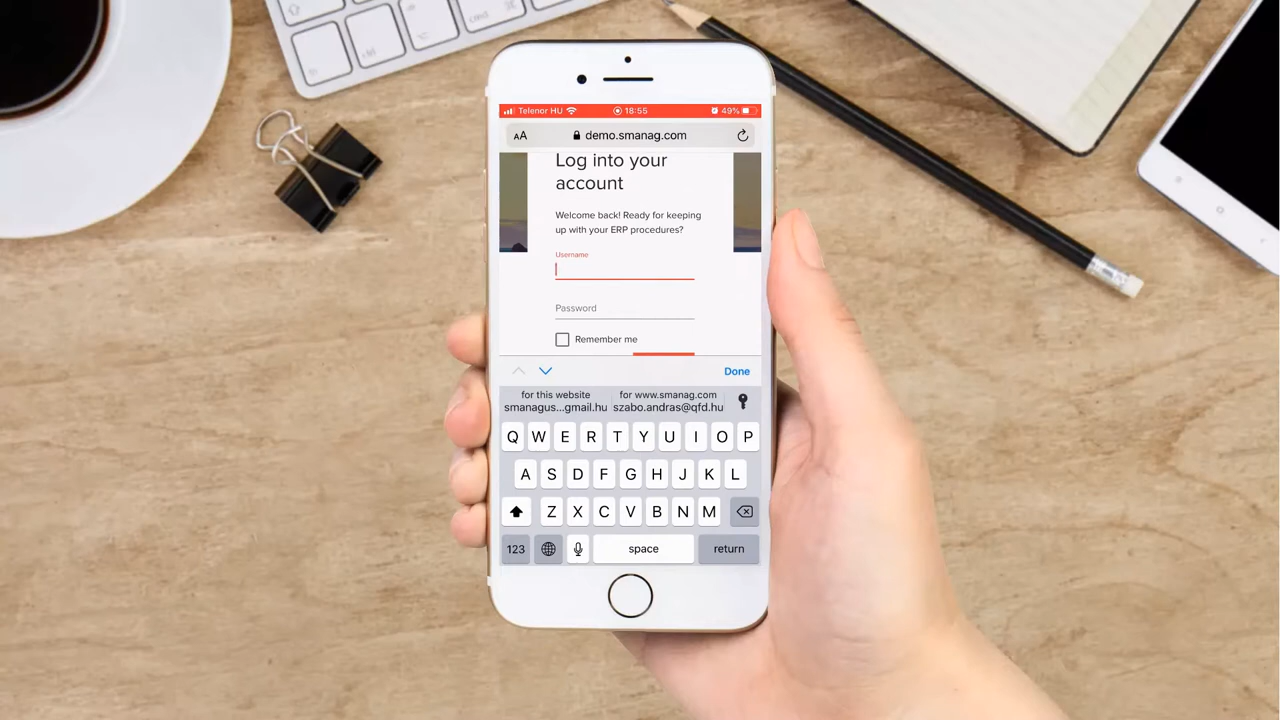 ctrl
cmd
Telenor HU
18:55
49%
AA
demo.smanag.com
Log into your
account
Welcome back! Ready for keeping
up with your ERP procedures?
Username
Password
Remember me
Done
for this website
smanagus...gmail.hu
for www.smanag.com
szabo.andras@qfd.hu
Q W E R T Y U I O P
A S D F G H J K L
Z X C V B N M
123
space
return